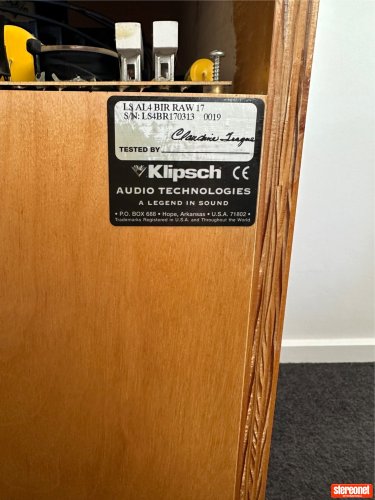 LS AL4 BIR RAW 17
S/N: LS4BR170313 0019
TESTED BY
Klipsch CE
AUDIO TECHNOLOGIES
A LEGEND IN SOUND
• P.O. BOX 688 • Hope, Arkansas • U.S.A. 71802 •
Trademarks Registered in U.S.A. and Throughout the World
stereonet